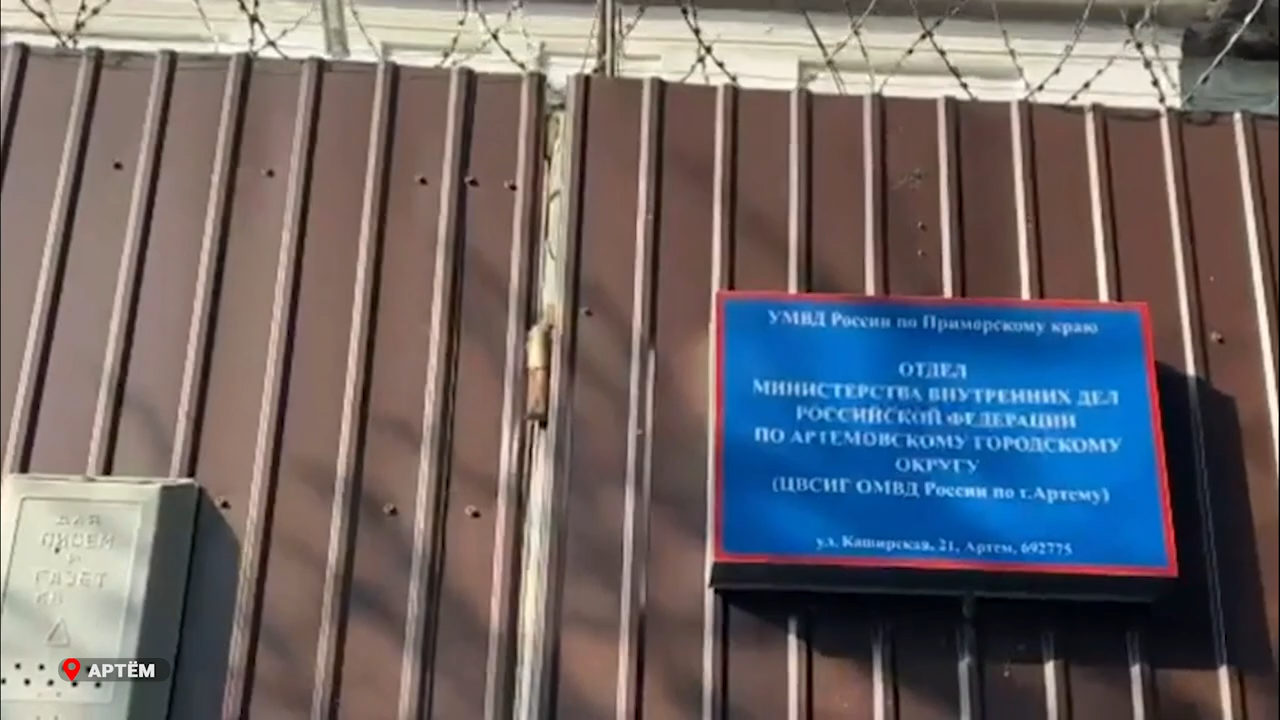 УМВД России по Приморскому краю
ОТДЕЛ
МИНИСТЕРСТВА ВНУТРЕННИХ ДЕЛ
РОССИЙСКОЙ ФЕДЕРАЦИИ
ПО АРТЕМОВСКОМУ ГОРОДСКОМУ
ОКРУГУ
(ЦВСИГ ОМВД России по г.Артему)
ул. Каширская, 21, Артем, 692775
ДЛЯ
ПИСЕМ
И
ГАЗЕТ
КВ
АРТЁМ